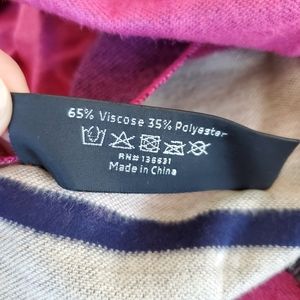 65% Viscose 35% Polyester
RN# 136631
Made in China